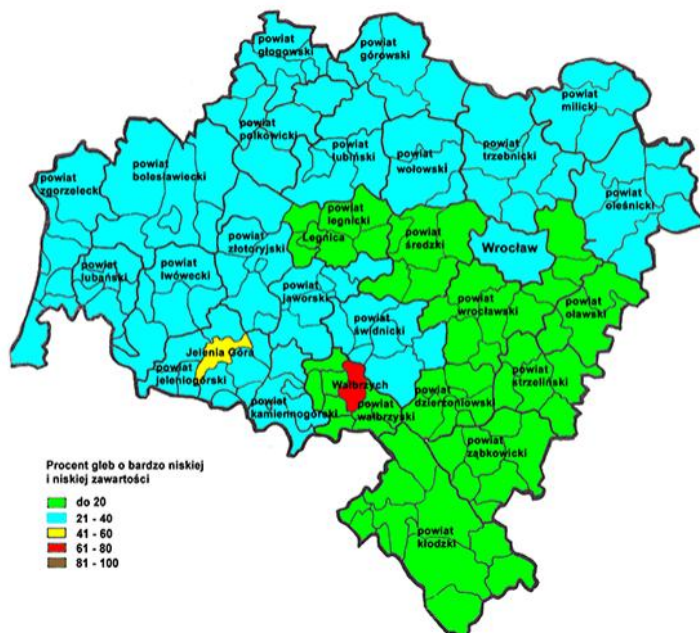 powiat
głogowski
powiat
górowski
powiat
milicki
powiat
polkowicki
powiat
lubiński
powiat
wołowski
powiat
trzebnicki
powiat
zgorzelecki
powiat
bolesławiecki
powiat
oleśnicki
powiat
legnicki
Legnica
powiat
średzki
Wrocław
powiat
złotoryjski
powiat
lubański
powiat
lwówecki
powiat
jaworski
powiat
świdnicki
powiat
wrocławski
powiat
oławski
Jelenia Góra
powiat
jeleniogórski
Wałbrzych
powiat
strzeliński
powiat
kamiennogórski
powiat
wałbrzyski
powiat
dzierżoniowski
powiat
ząbkowicki
powiat
kłodzki
Procent gleb o bardzo niskiej
i niskiej zawartości
do 20
21 - 40
41 - 60
61 - 80
81 - 100